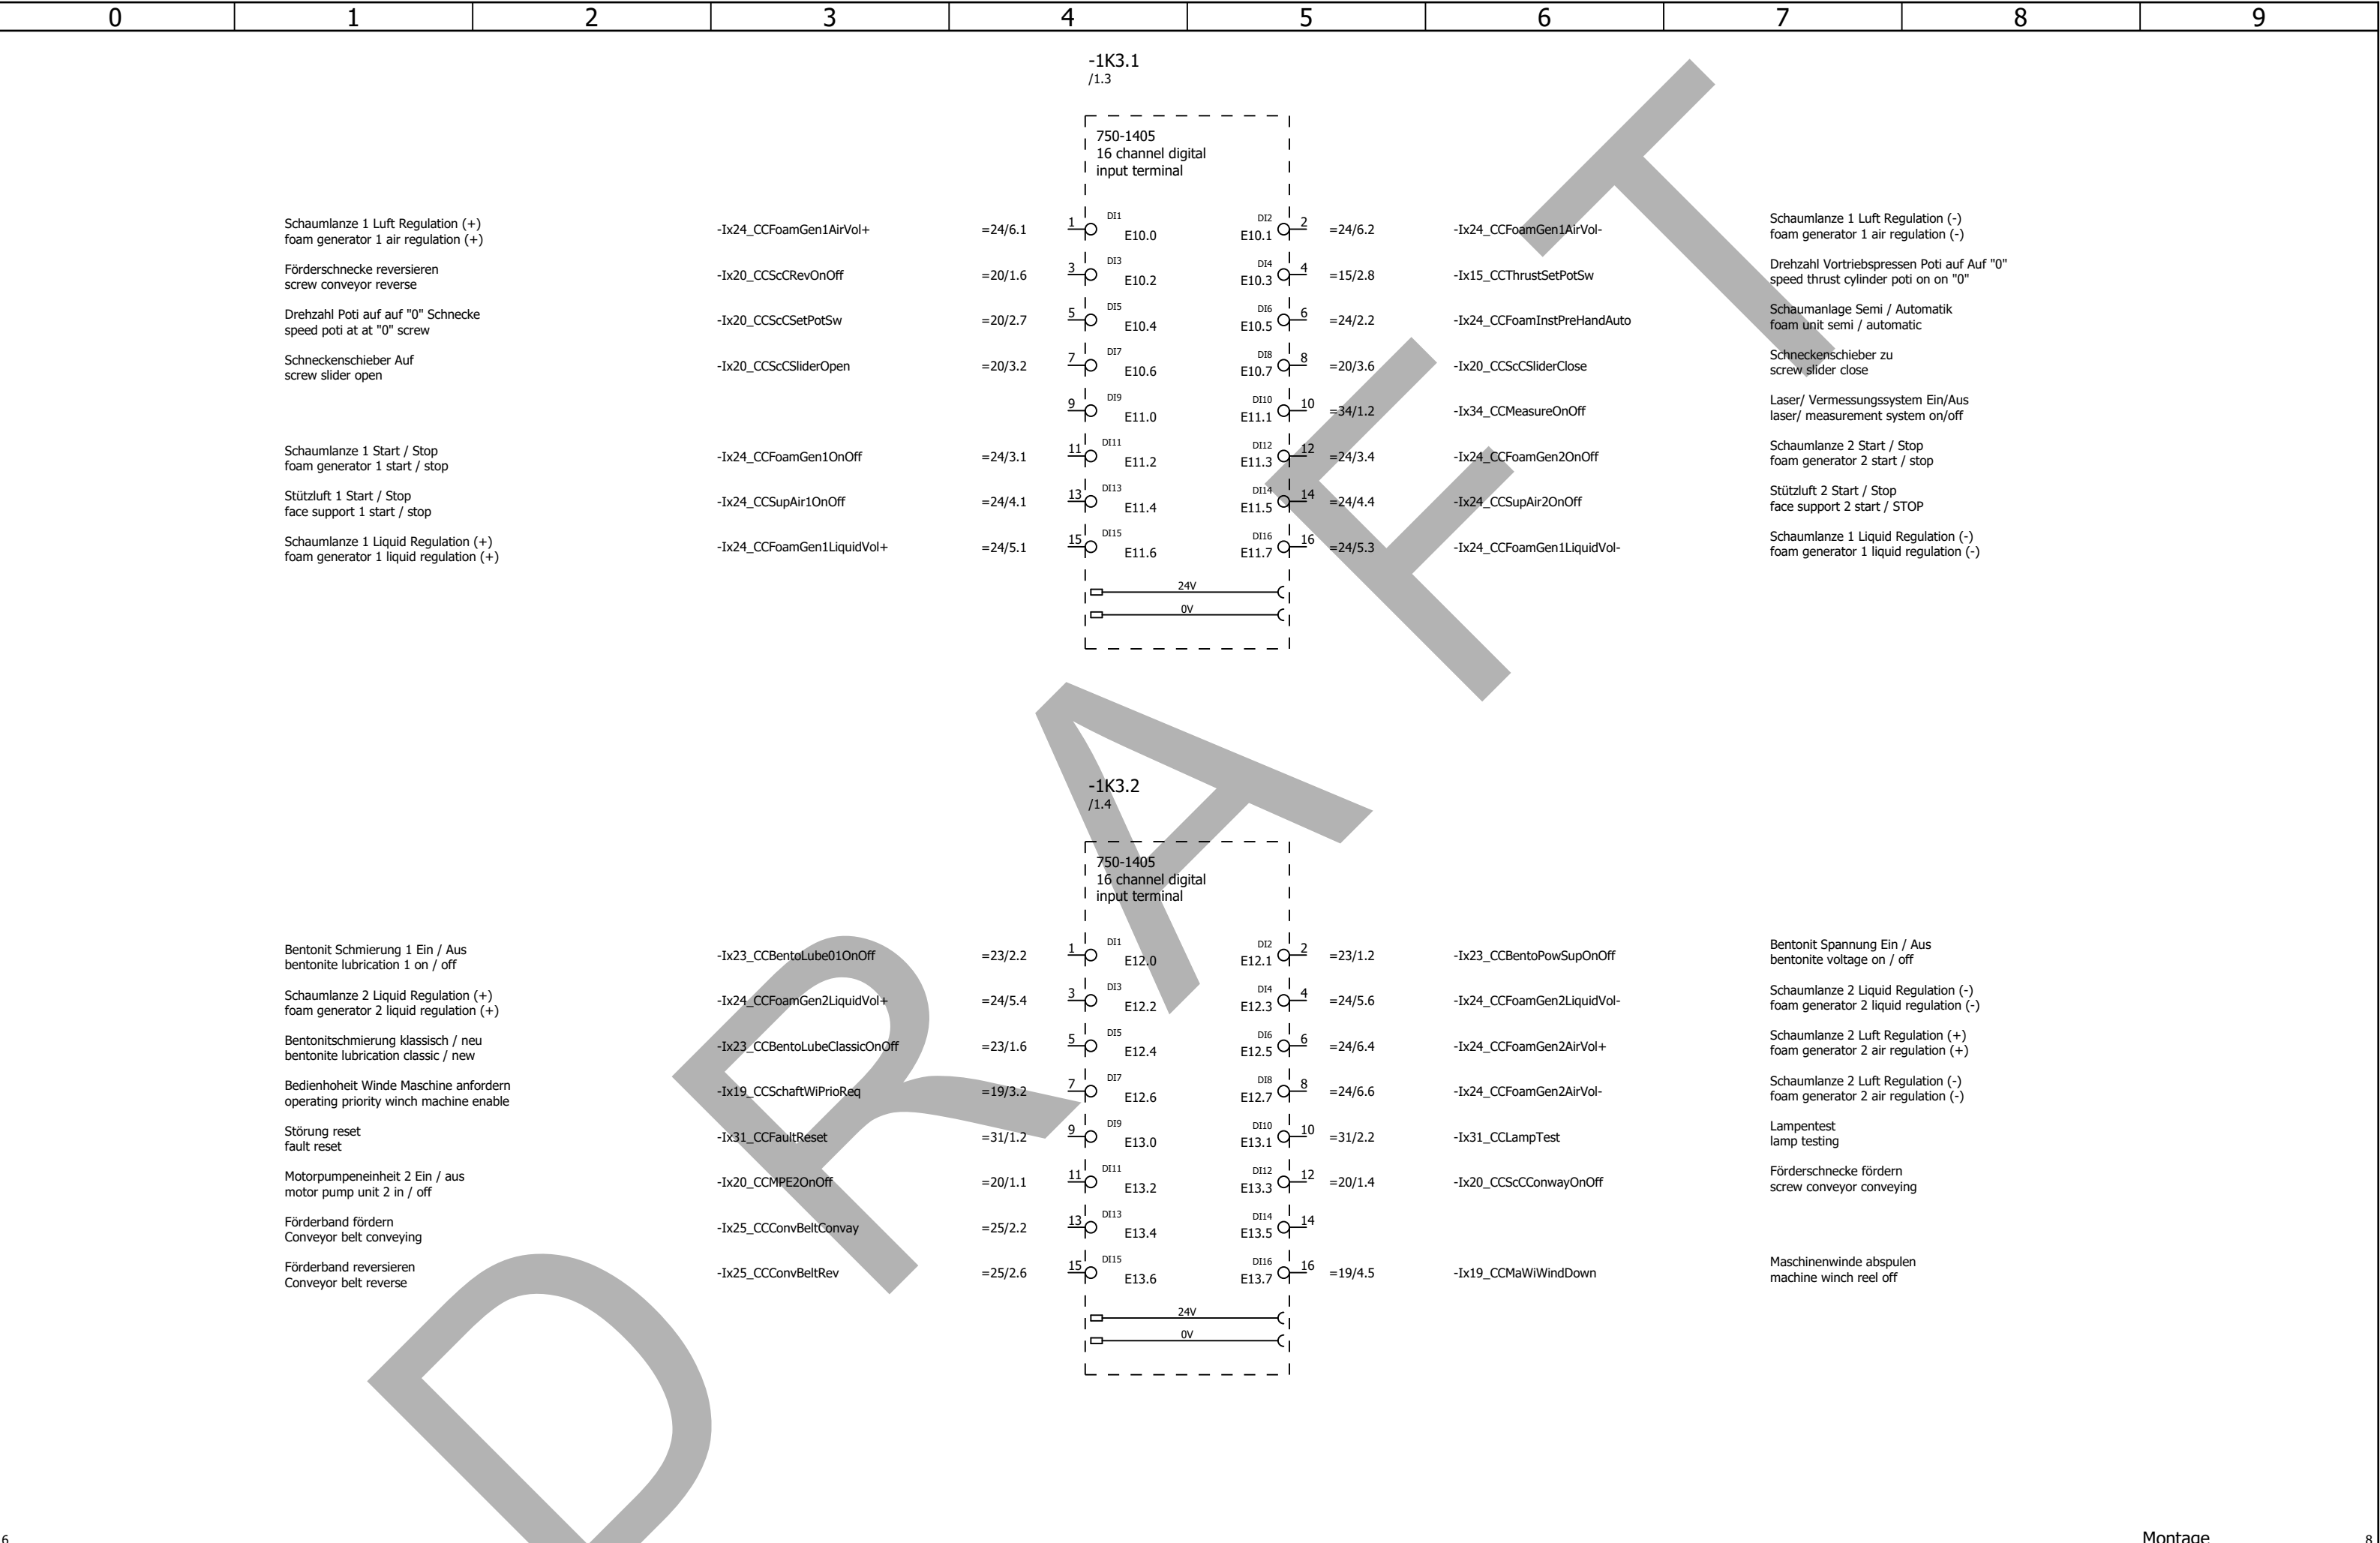 0 1 2 3 4 5 6 7 8 9
-1K3.1
/1.3
750-1405
16 channel digital
input terminal
Schaumlanze 1 Luft Regulation (+)
foam generator 1 air regulation (+)
-Ix24_CCFoamGen1AirVol+ =24/6.1 1 DI1 E10.0 DI2 E10.1 2 =24/6.2 -Ix24_CCFoamGen1AirVol-
Schaumlanze 1 Luft Regulation (-)
foam generator 1 air regulation (-)
Förderschnecke reversieren
screw conveyor reverse
-Ix20_CCScCRevOnOff =20/1.6 3 DI3 E10.2 DI4 E10.3 4 =15/2.8 -Ix15_CCThrustSetPotSw
Drehzahl Vortriebspressen Poti auf Auf "0"
speed thrust cylinder poti on on "0"
Drehzahl Poti auf auf "0" Schnecke
speed poti at at "0" screw
-Ix20_CCScCSetPotSw =20/2.7 5 DI5 E10.4 DI6 E10.5 6 =24/2.2 -Ix24_CCFoamInstPreHandAuto
Schaumanlage Semi / Automatik
foam unit semi / automatic
Schneckenschieber Auf
screw slider open
-Ix20_CCScCSliderOpen =20/3.2 7 DI7 E10.6 DI8 E10.7 8 =20/3.6 -Ix20_CCScCSliderClose
Schneckenschieber zu
screw slider close
9 DI9 E11.0 DI10 E11.1 10 =34/1.2 -Ix34_CCMeasureOnOff
Laser/ Vermessungssystem Ein/Aus
laser/ measurement system on/off
Schaumlanze 1 Start / Stop
foam generator 1 start / stop
-Ix24_CCFoamGen1OnOff =24/3.1 11 DI11 E11.2 DI12 E11.3 12 =24/3.4 -Ix24_CCFoamGen2OnOff
Schaumlanze 2 Start / Stop
foam generator 2 start / stop
Stützluft 1 Start / Stop
face support 1 start / stop
-Ix24_CCSupAir1OnOff =24/4.1 13 DI13 E11.4 DI14 E11.5 14 =24/4.4 -Ix24_CCSupAir2OnOff
Stützluft 2 Start / Stop
face support 2 start / STOP
Schaumlanze 1 Liquid Regulation (+)
foam generator 1 liquid regulation (+)
-Ix24_CCFoamGen1LiquidVol+ =24/5.1 15 DI15 E11.6 DI16 E11.7 16 =24/5.3 -Ix24_CCFoamGen1LiquidVol-
Schaumlanze 1 Liquid Regulation (-)
foam generator 1 liquid regulation (-)
24V
0V
-1K3.2
/1.4
750-1405
16 channel digital
input terminal
Bentonit Schmierung 1 Ein / Aus
bentonite lubrication 1 on / off
-Ix23_CCBentoLube01OnOff =23/2.2 1 DI1 E12.0 DI2 E12.1 2 =23/1.2 -Ix23_CCBentoPowSupOnOff
Bentonit Spannung Ein / Aus
bentonite voltage on / off
Schaumlanze 2 Liquid Regulation (+)
foam generator 2 liquid regulation (+)
-Ix24_CCFoamGen2LiquidVol+ =24/5.4 3 DI3 E12.2 DI4 E12.3 4 =24/5.6 -Ix24_CCFoamGen2LiquidVol-
Schaumlanze 2 Liquid Regulation (-)
foam generator 2 liquid regulation (-)
Bentonitschmierung klassisch / neu
bentonite lubrication classic / new
-Ix23_CCBentoLubeClassicOnOff =23/1.6 5 DI5 E12.4 DI6 E12.5 6 =24/6.4 -Ix24_CCFoamGen2AirVol+
Schaumlanze 2 Luft Regulation (+)
foam generator 2 air regulation (+)
Bedienhoheit Winde Maschine anfordern
operating priority winch machine enable
-Ix19_CCSchaftWiPrioReq =19/3.2 7 DI7 E12.6 DI8 E12.7 8 =24/6.6 -Ix24_CCFoamGen2AirVol-
Schaumlanze 2 Luft Regulation (-)
foam generator 2 air regulation (-)
Störung reset
fault reset
-Ix31_CCFaultReset =31/1.2 9 DI9 E13.0 DI10 E13.1 10 =31/2.2 -Ix31_CCLampTest
Lampentest
lamp testing
Motorpumpeneinheit 2 Ein / aus
motor pump unit 2 in / off
-Ix20_CCMPE2OnOff =20/1.1 11 DI11 E13.2 DI12 E13.3 12 =20/1.4 -Ix20_CCScCConwayOnOff
Förderschnecke fördern
screw conveyor conveying
Förderband fördern
Conveyor belt conveying
-Ix25_CCConvBeltConvay =25/2.2 13 DI13 E13.4 DI14 E13.5 14
Förderband reversieren
Conveyor belt reverse
-Ix25_CCConvBeltRev =25/2.6 15 DI15 E13.6 DI16 E13.7 16 =19/4.5 -Ix19_CCMaWiWindDown
Maschinenwinde abspulen
machine winch reel off
24V
0V
DRAFT
6 Montage 8